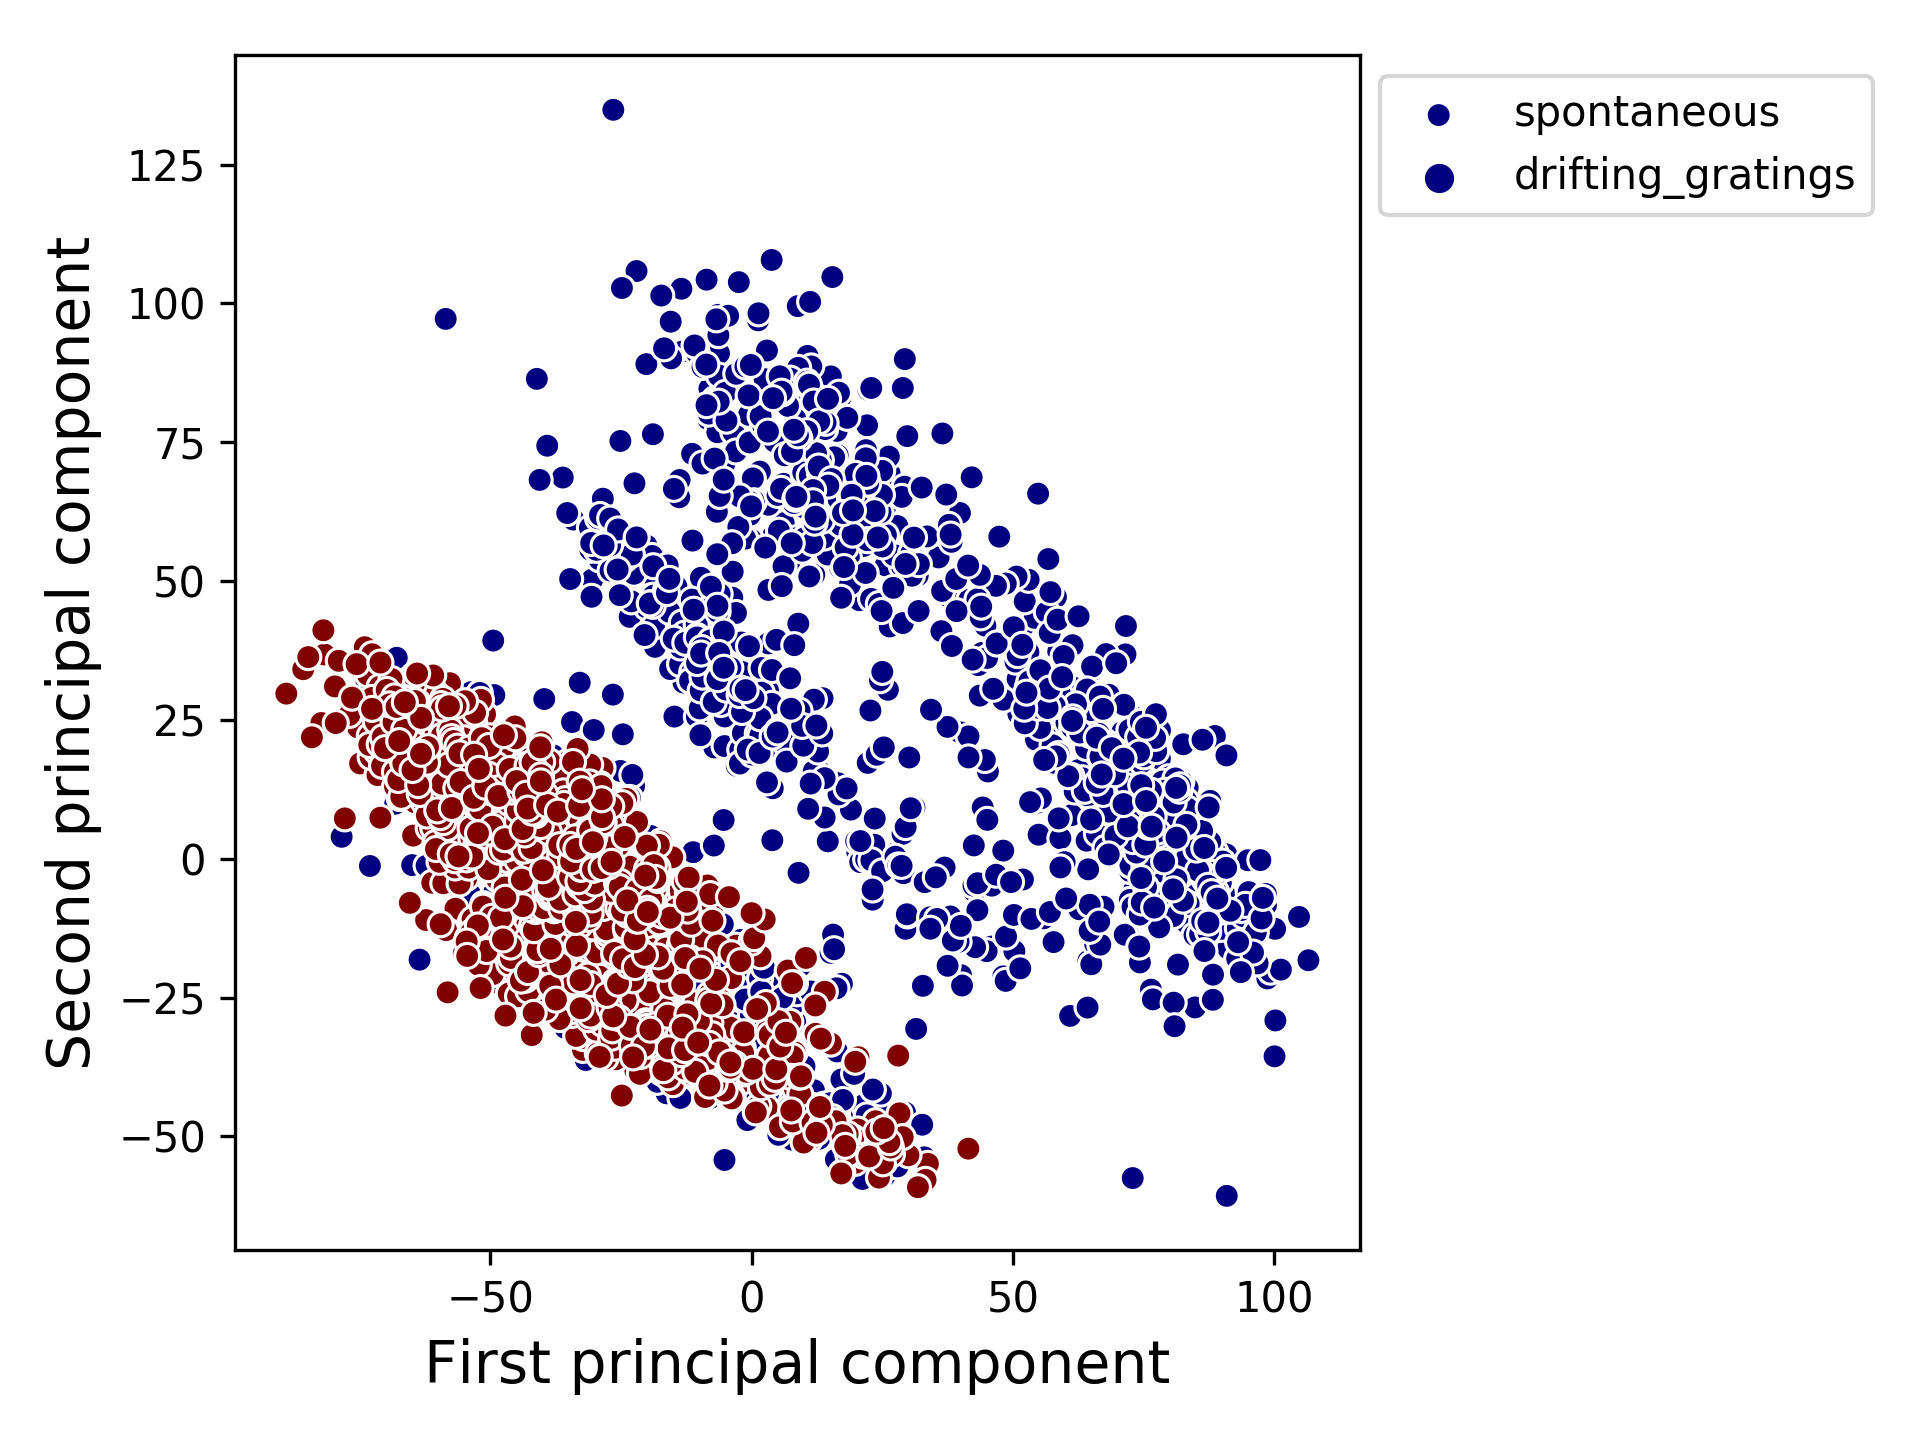 spontaneous
drifting_gratings
125
100
75
50
25
0
−25
−50
Second principal component
−50 0 50 100
First principal component